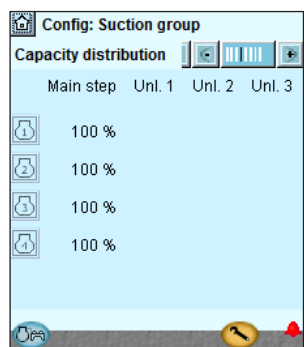 Config: Suction group
Capacity distribution
Main step Unl. 1 Unl. 2 Unl. 3
1 100 %
2 100 %
3 100 %
4 100 %